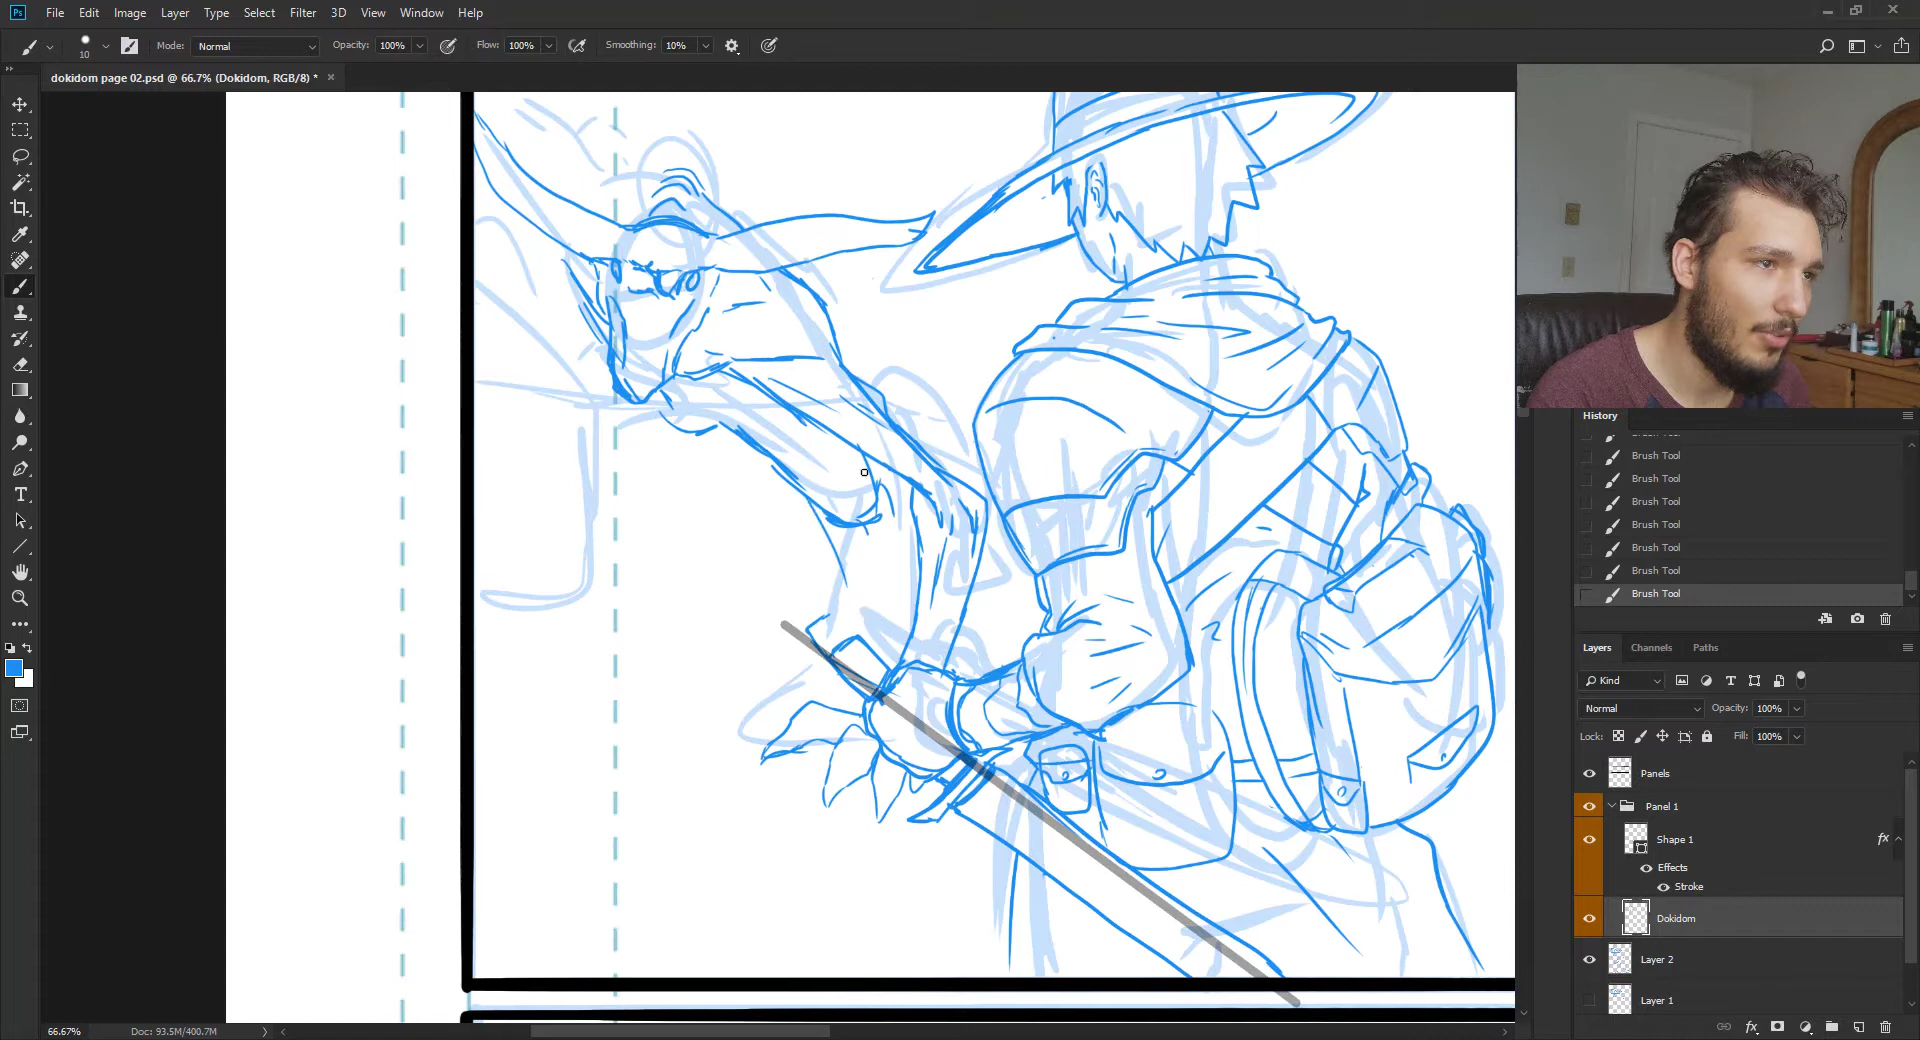 Ps File Edit Image Layer Type Select Filter 3D View Window Help
10 Mode: Normal Opacity: 100% Flow: 100% Smoothing: 10%
dokidom page 02.psd @ 66.7% (Dokidom, RGB/8) * ×
History
Brush Tool
Brush Tool
Brush Tool
Brush Tool
Brush Tool
Brush Tool
Brush Tool
Layers Channels Paths
Kind
Normal Opacity: 100%
Lock: Fill: 100%
Panels
Panel 1
Shape 1 fx
Effects
Stroke
Dokidom
Layer 2
Layer 1
fx
66.67% Doc: 93.5M/400.7M